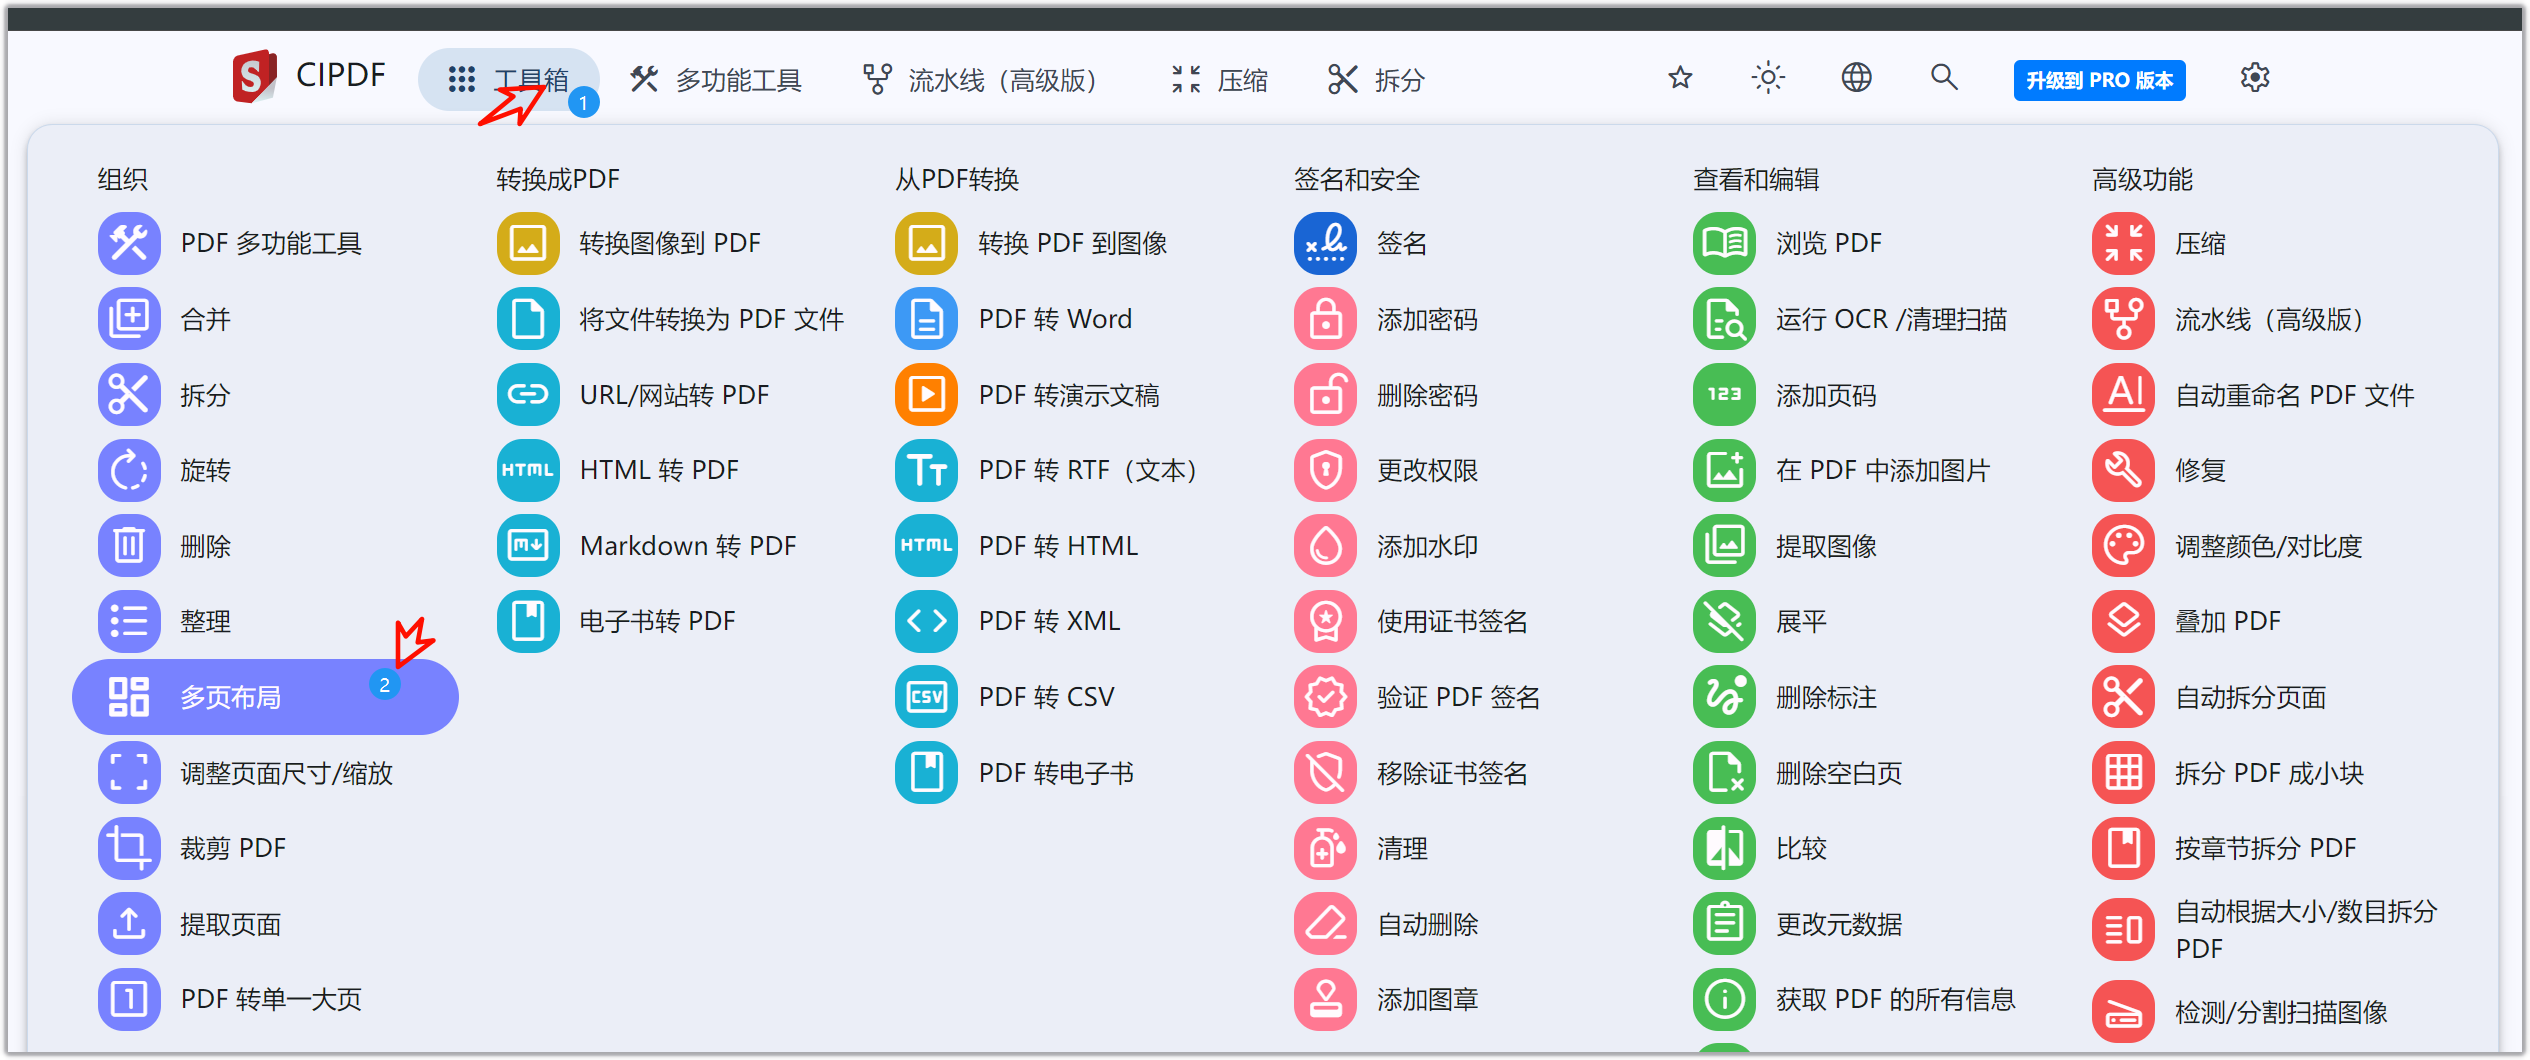 CIPDF
工具箱
1
多功能工具
流水线（高级版）
压缩
拆分
升级到 PRO 版本
组织
PDF 多功能工具
合并
拆分
旋转
删除
整理
多页布局
2
调整页面尺寸/缩放
裁剪 PDF
提取页面
PDF 转单一大页
转换成PDF
转换图像到 PDF
将文件转换为 PDF 文件
URL/网站转 PDF
HTML 转 PDF
Markdown 转 PDF
电子书转 PDF
从PDF转换
转换 PDF 到图像
PDF 转 Word
PDF 转演示文稿
PDF 转 RTF（文本）
PDF 转 HTML
PDF 转 XML
PDF 转 CSV
PDF 转电子书
签名和安全
签名
添加密码
删除密码
更改权限
添加水印
使用证书签名
验证 PDF 签名
移除证书签名
清理
自动删除
添加图章
查看和编辑
浏览 PDF
运行 OCR /清理扫描
添加页码
在 PDF 中添加图片
提取图像
展平
删除标注
删除空白页
比较
更改元数据
获取 PDF 的所有信息
高级功能
压缩
流水线（高级版）
自动重命名 PDF 文件
修复
调整颜色/对比度
叠加 PDF
自动拆分页面
拆分 PDF 成小块
按章节拆分 PDF
自动根据大小/数目拆分
PDF
检测/分割扫描图像